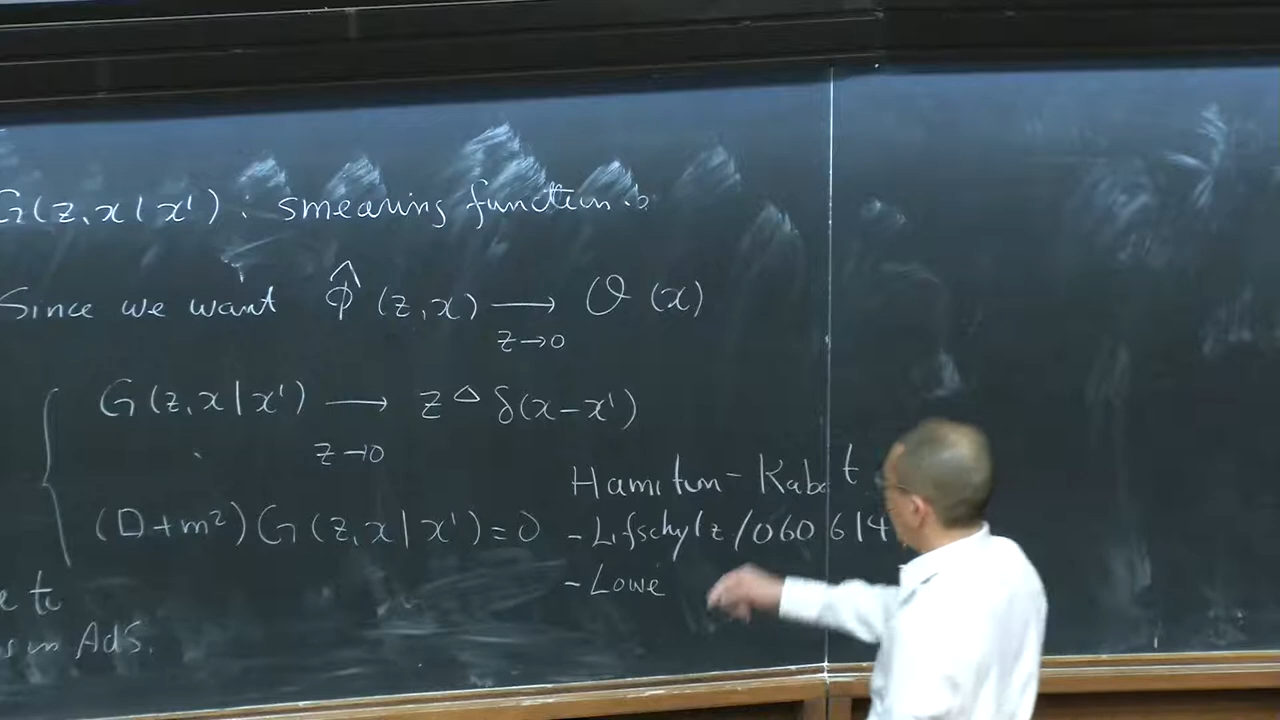 G(z,x|x') . smearing function.
Since we want φ̂ (z,x) ⟶ O (x)
z→0
G(z,x|x') ⟶ z^Δ δ(x-x')
z→0
Hamilton-Kabat
(□+m²)G(z,x|x')=0
-Lifschytz/060614
-Lowe
e to
s in AdS.